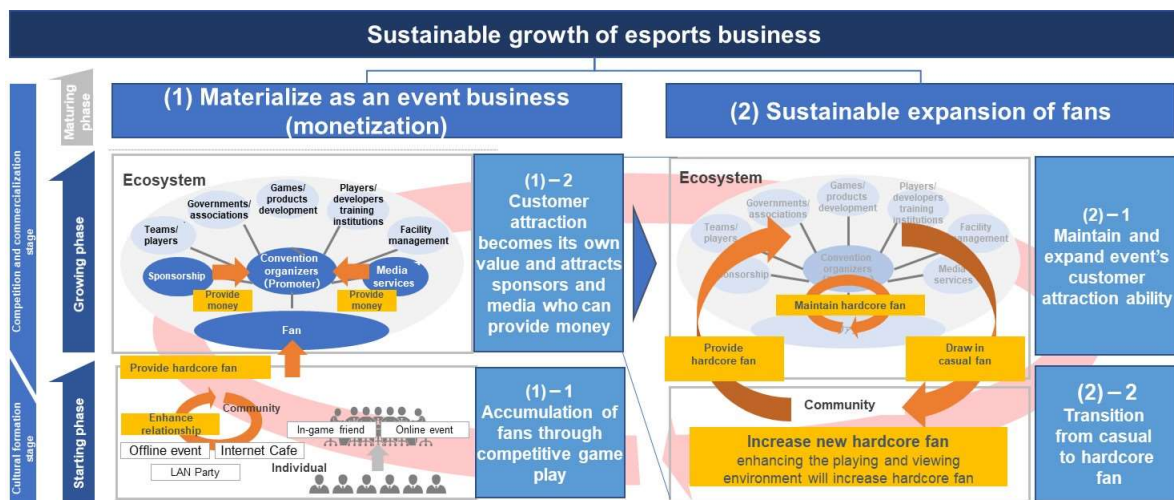 Sustainable growth of esports business
Competition and commercialization
stage
Cultural formation
stage
Maturing
phase
Growing phase
Starting phase
(1) Materialize as an event business
(monetization)
(2) Sustainable expansion of fans
Ecosystem
Governments/
associations
Games/
products
development
Players/
developers
training
institutions
Teams/
players
Facility
management
Sponsorship
Convention
organizers
(Promoter)
Media
services
Provide
money
Provide
money
Fan
(1)-2
Customer
attraction
becomes its own
value and attracts
sponsors and
media who can
provide money
Provide hardcore fan
Community
Enhance
relationship
Offline event
Internet Cafe
LAN Party
In-game friend
Online event
Individual
(1)-1
Accumulation of
fans through
competitive game
play
Ecosystem
Governments/
associations
Games/
products
development
Players/
developers
training
institutions
Teams/
players
Facility
management
Sponsorship
Convention
organizers
Media
services
Maintain hardcore fan
Provide
hardcore fan
Draw in
casual fan
(2)-1
Maintain and
expand event's
customer
attraction ability
Community
Increase new hardcore fan
enhancing the playing and viewing
environment will increase hardcore fan
(2)-2
Transition
from casual
to hardcore
fan